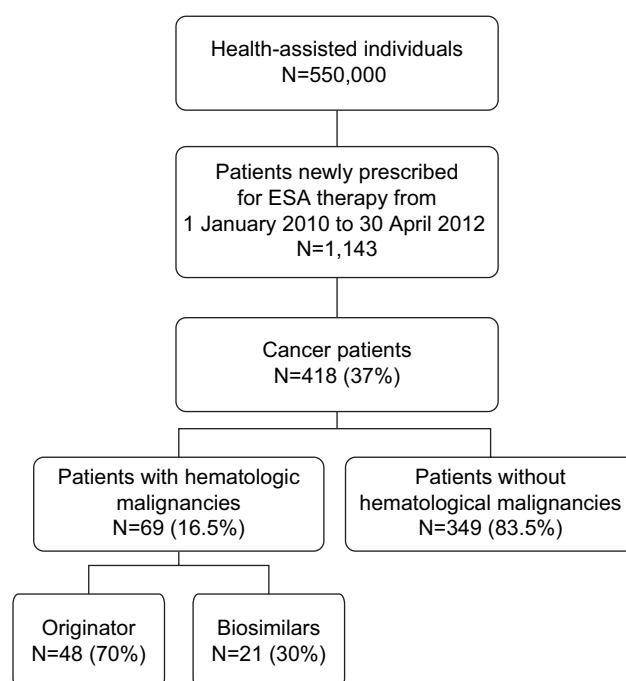 Health-assisted individuals
N=550,000
Patients newly prescribed
for ESA therapy from
1 January 2010 to 30 April 2012
N=1,143
Cancer patients
N=418 (37%)
Patients with hematologic
malignancies
N=69 (16.5%)
Patients without
hematological malignancies
N=349 (83.5%)
Originator
N=48 (70%)
Biosimilars
N=21 (30%)